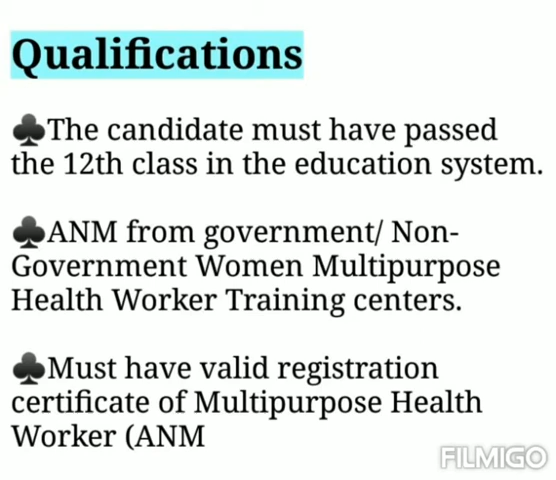 Qualifications
♣The candidate must have passed
the 12th class in the education system.
♣ANM from government/ Non-
Government Women Multipurpose
Health Worker Training centers.
♣Must have valid registration
certificate of Multipurpose Health
Worker (ANM
FILMIGO